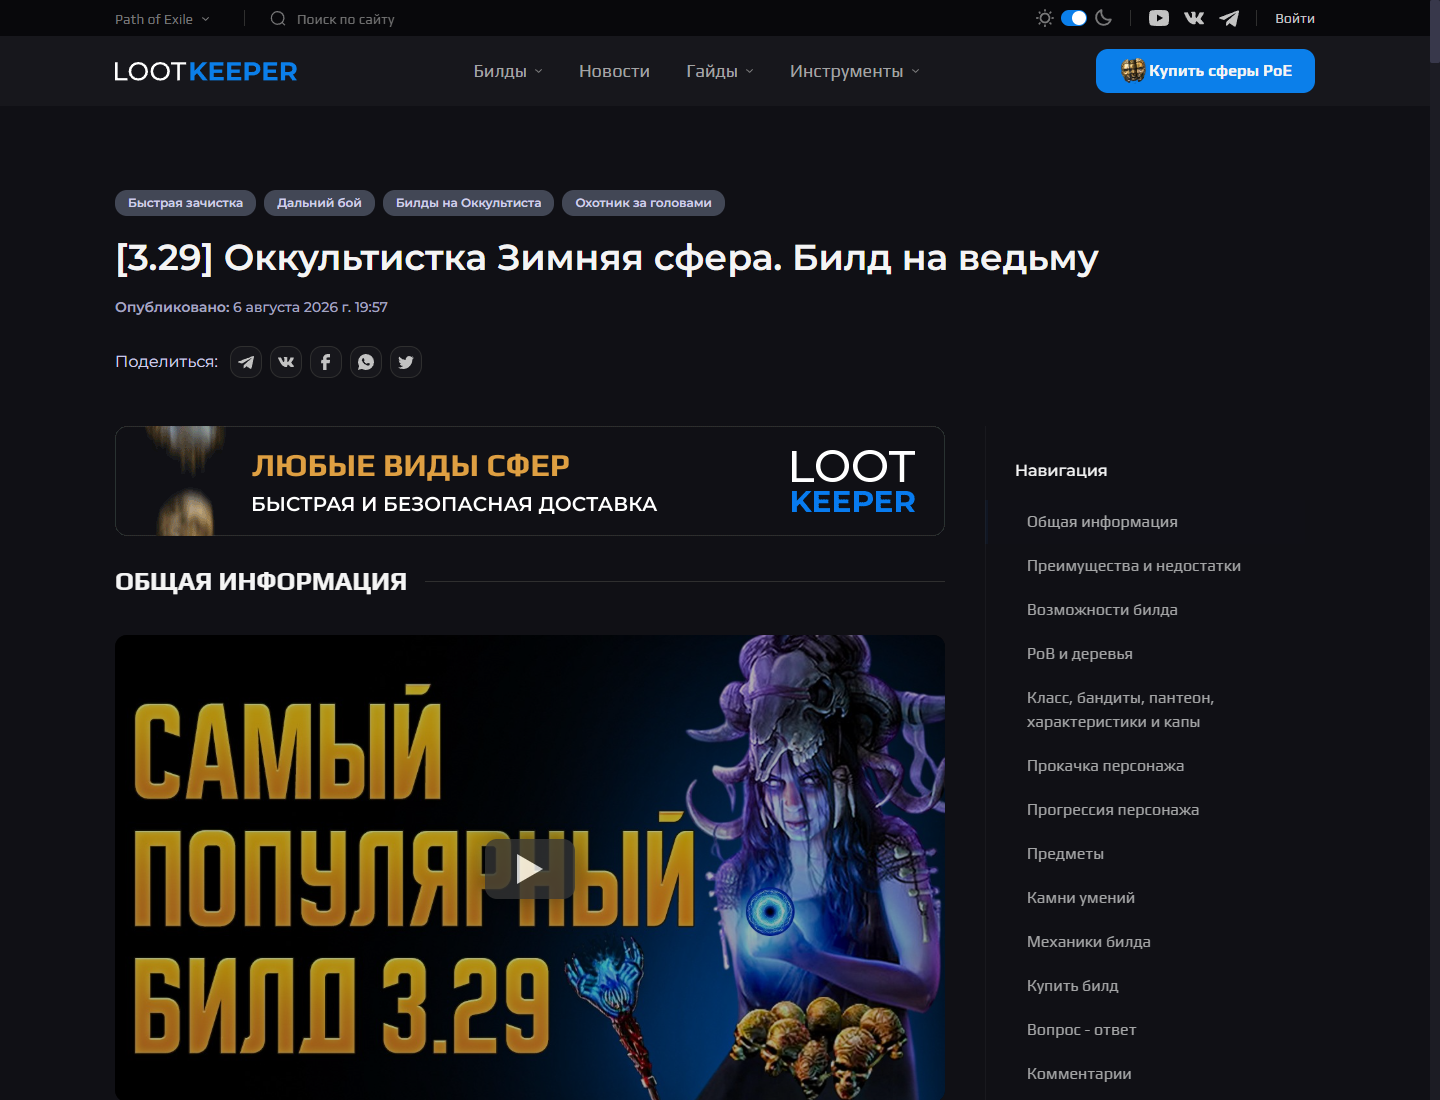 Path of Exile
Поиск по сайту
Войти
LOOTKEEPER
Билды
Новости
Гайды
Инструменты
Купить сферы PoE
Быстрая зачистка
Дальний бой
Билды на Оккультиста
Охотник за головами
[3.29] Оккультистка Зимняя сфера. Билд на ведьму
Опубликовано: 6 августа 2026 г. 19:57
Поделиться:
ЛЮБЫЕ ВИДЫ СФЕР
БЫСТРАЯ И БЕЗОПАСНАЯ ДОСТАВКА
LOOT
KEEPER
ОБЩАЯ ИНФОРМАЦИЯ
САМЫЙ
ПОПУЛЯРНЫЙ
БИЛД 3.29
Навигация
Общая информация
Преимущества и недостатки
Возможности билда
PoB и деревья
Класс, бандиты, пантеон,
характеристики и капы
Прокачка персонажа
Прогрессия персонажа
Предметы
Камни умений
Механики билда
Купить билд
Вопрос - ответ
Комментарии